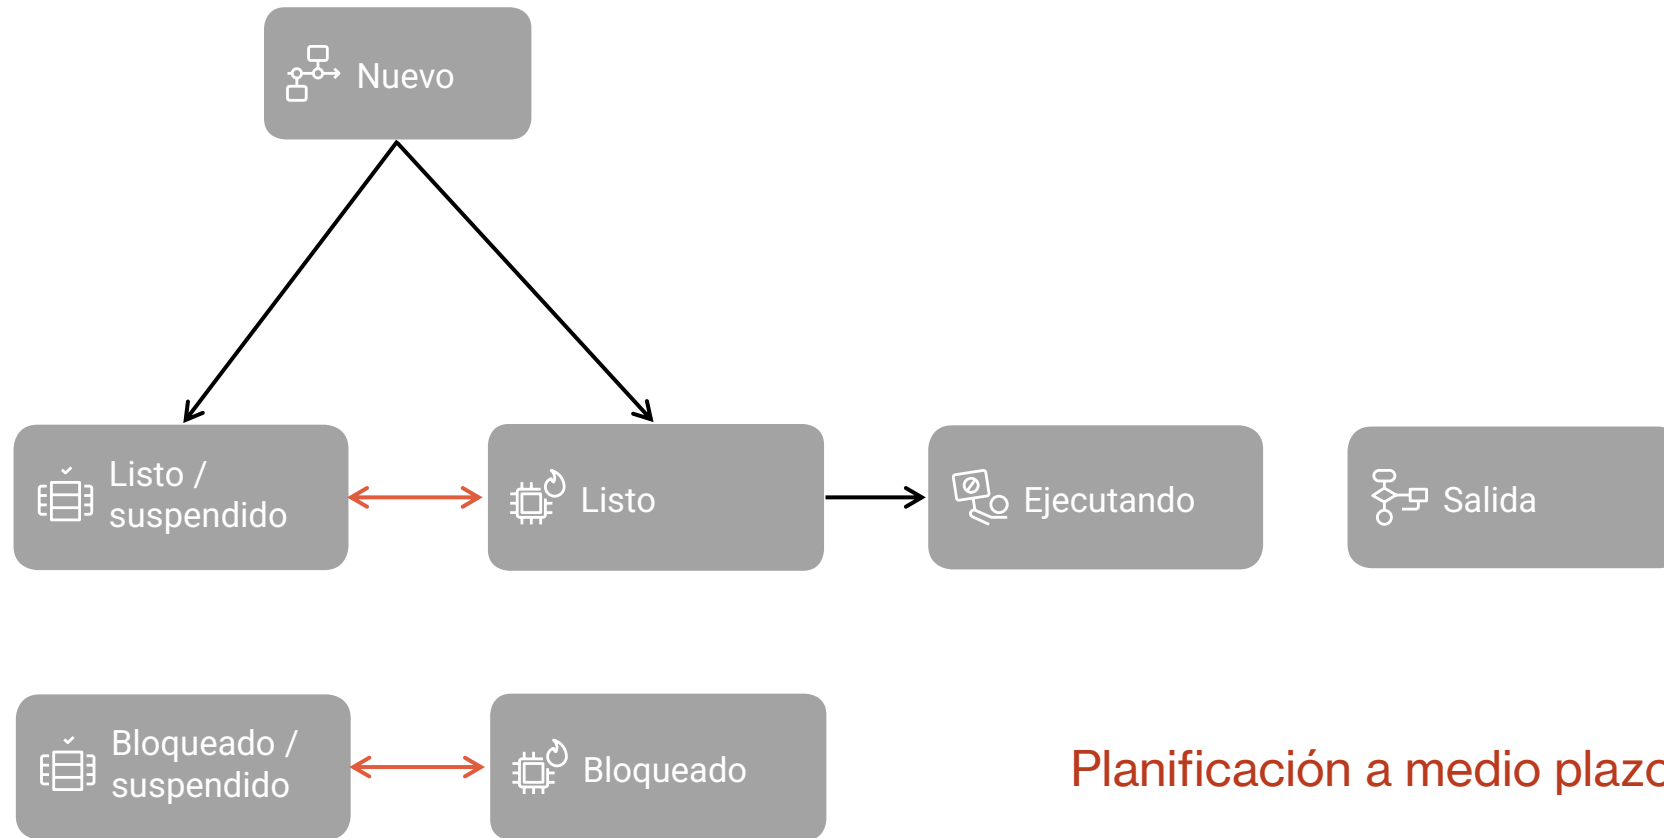 Nuevo
Listo /
suspendido
Listo
Ejecutando
Salida
Bloqueado /
suspendido
Bloqueado
Planificación a medio plazo